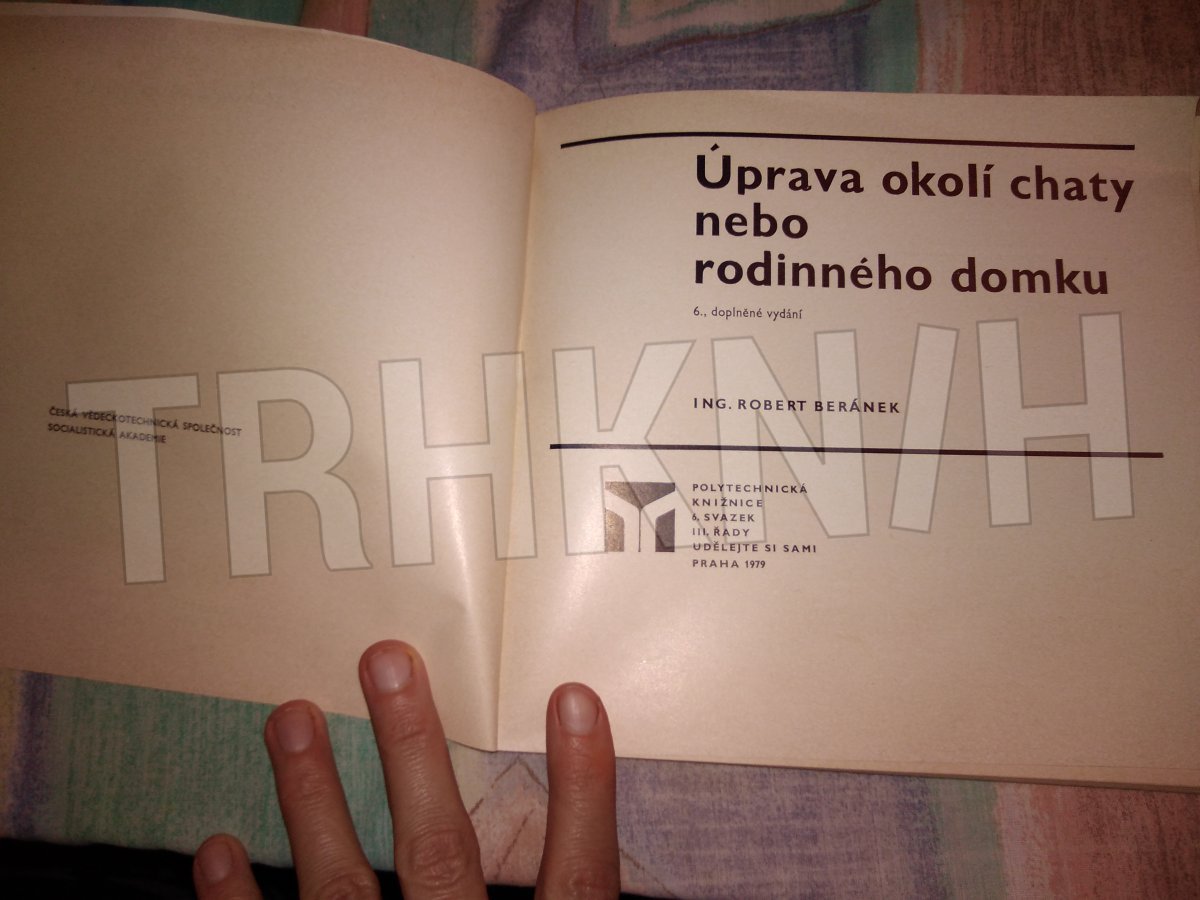 ČESKÁ VĚDECKOTECHNICKÁ SPOLEČNOST
SOCIALISTICKÁ AKADEMIE
Úprava okolí chaty
nebo
rodinného domku
6., doplněné vydání
ING. ROBERT BERÁNEK
POLYTECHNICKÁ
KNIŽNICE
6. SVAZEK
III. ŘADY
UDĚLEJTE SI SAMI
PRAHA 1979
TRHKN/H